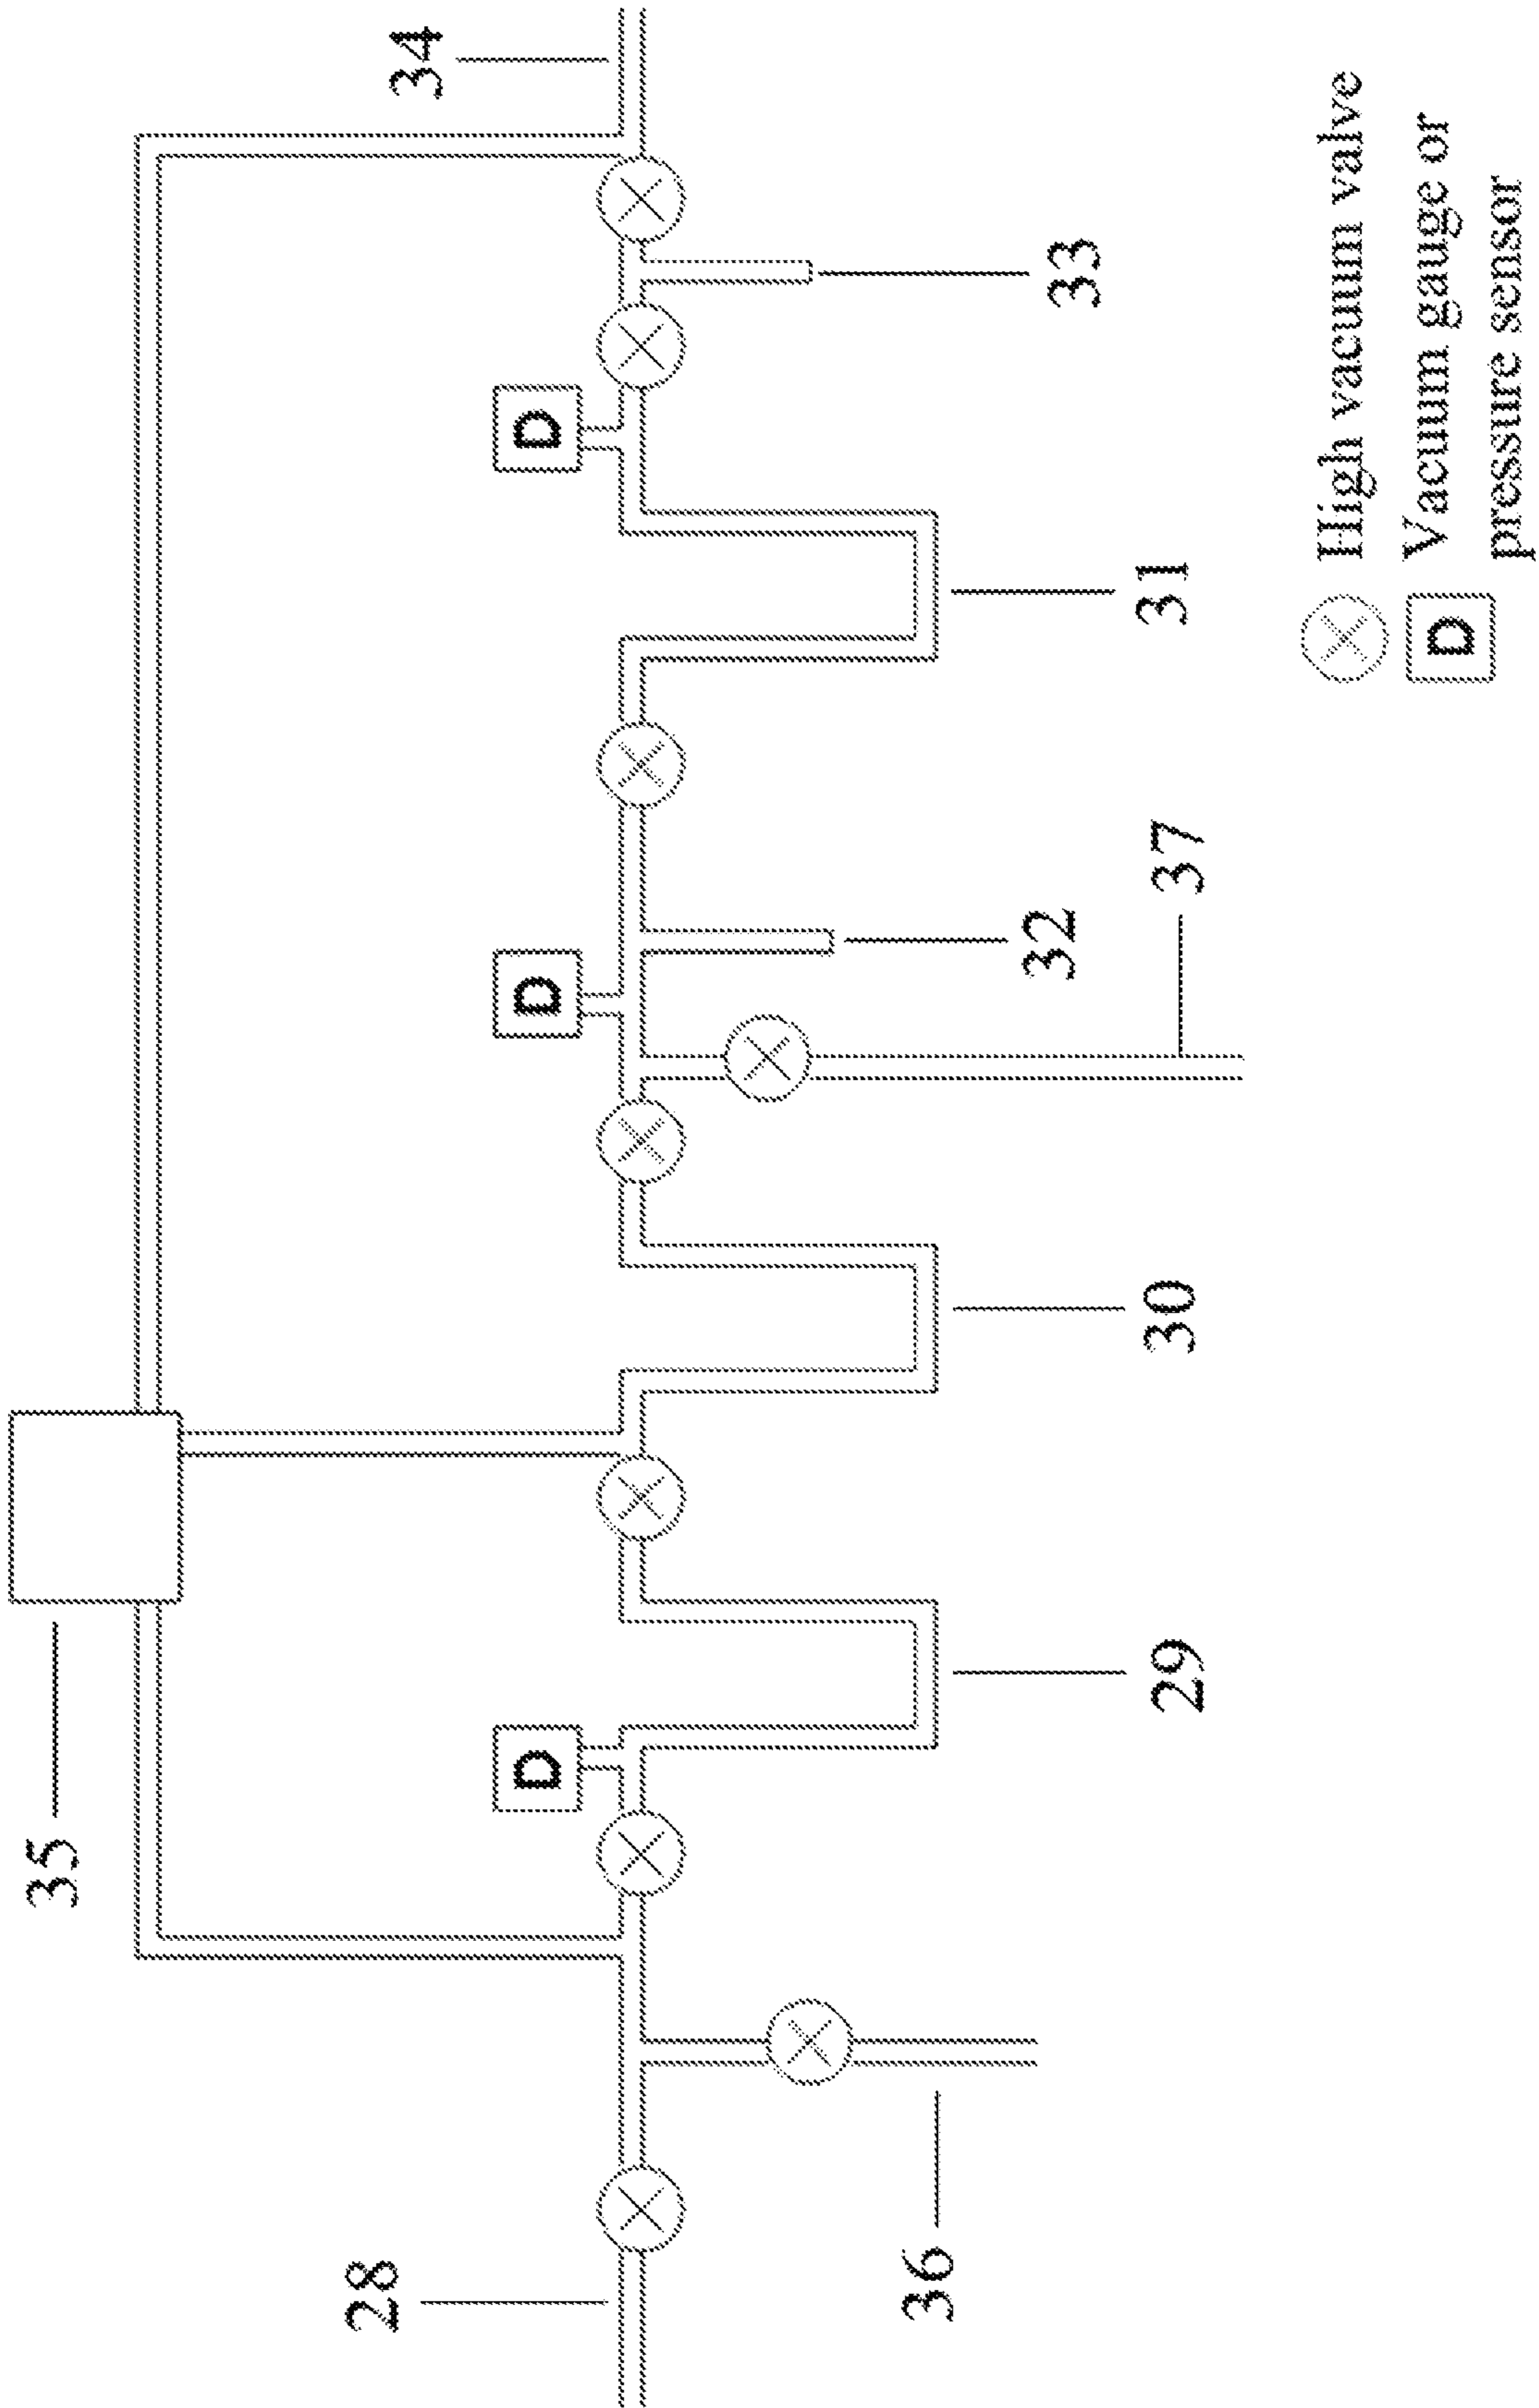 35
28
34
D
D
D
36
29
30
32
37
31
33
High vacuum valve
D
Vacuum gauge or
pressure sensor